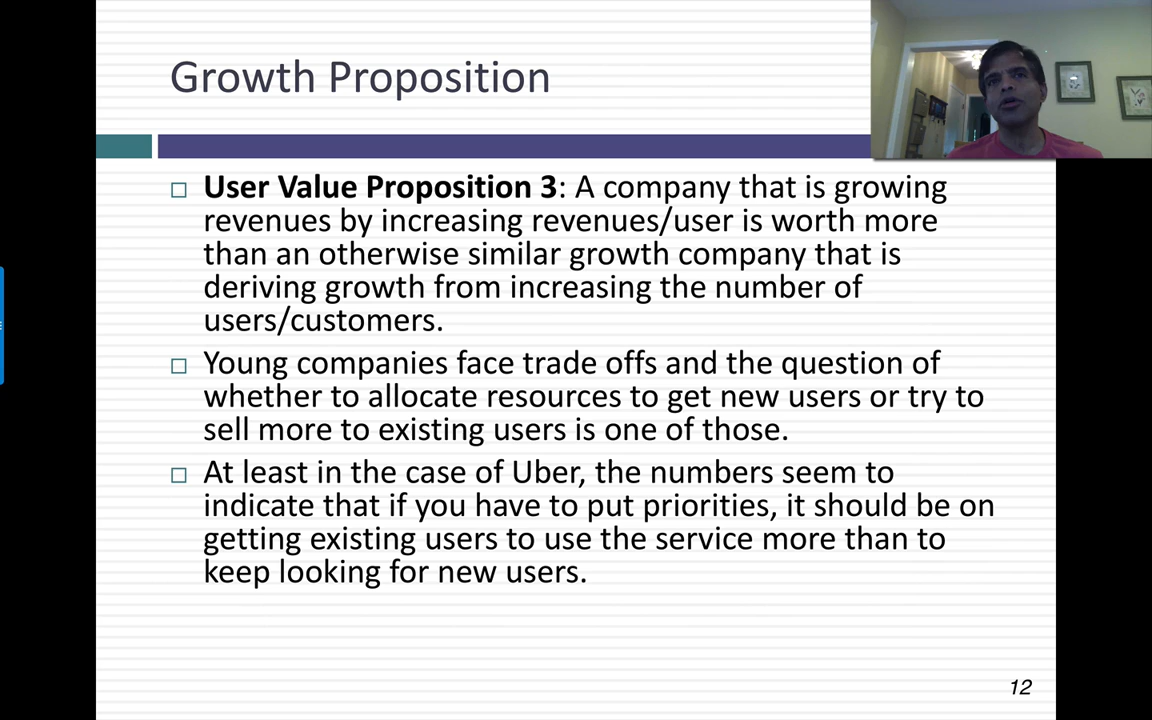 Growth Proposition
User Value Proposition 3: A company that is growing
revenues by increasing revenues/user is worth more
than an otherwise similar growth company that is
deriving growth from increasing the number of
users/customers.
Young companies face trade offs and the question of
whether to allocate resources to get new users or try to
sell more to existing users is one of those.
At least in the case of Uber, the numbers seem to
indicate that if you have to put priorities, it should be on
getting existing users to use the service more than to
keep looking for new users.
12